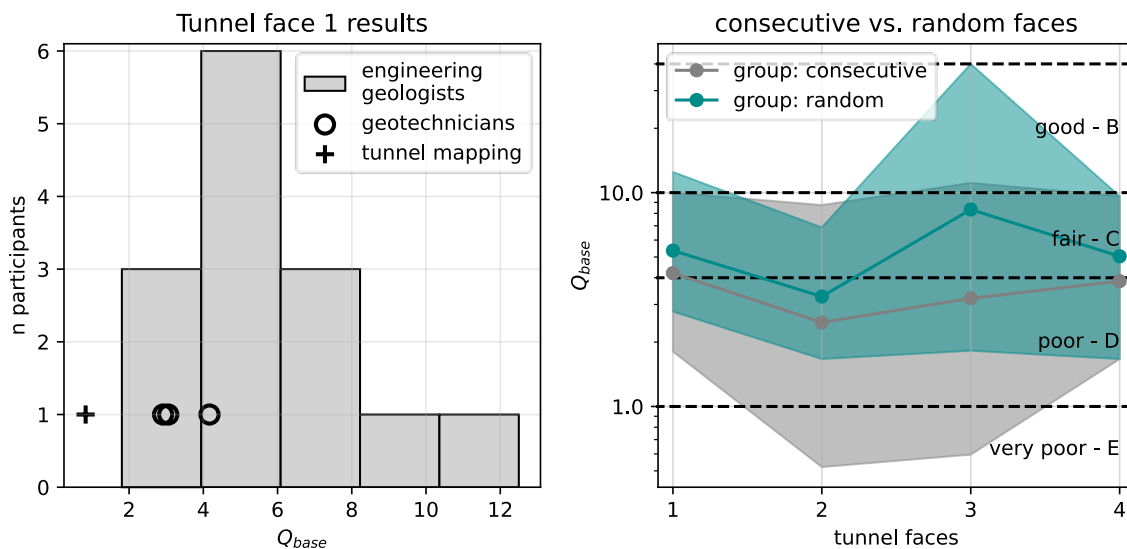 Tunnel face 1 results
n participants
6
5
4
3
2
1
0
engineering
geologists
geotechnicians
tunnel mapping
2 4 6 8 10 12
Q_base
consecutive vs. random faces
Q_base
10.0
1.0
group: consecutive
group: random
good - B
fair - C
poor - D
very poor - E
1 2 3 4
tunnel faces